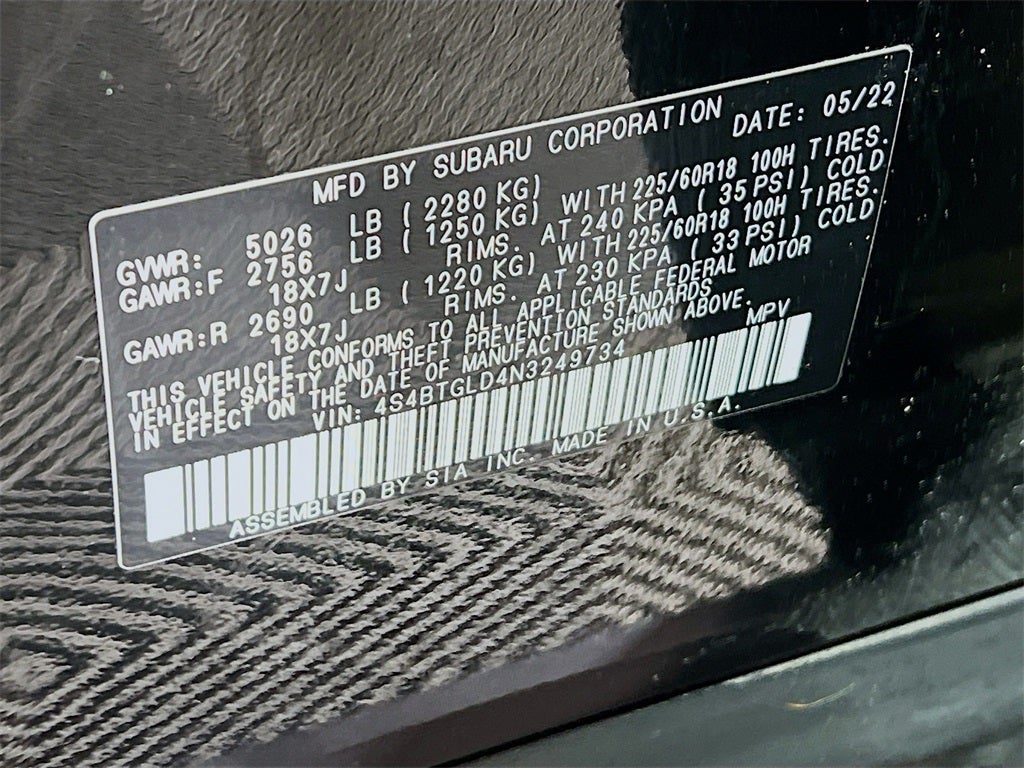 MFD BY SUBARU CORPORATION DATE: 05/22
GVWR: 5026 LB ( 2280 KG)
GAWR:F 2756 LB ( 1250 KG) WITH 225/60R18 100H TIRES.
18X7J RIMS. AT 240 KPA ( 35 PSI) COLD
GAWR:R 2690 LB ( 1220 KG) WITH 225/60R18 100H TIRES.
18X7J RIMS. AT 230 KPA ( 33 PSI) COLD
THIS VEHICLE CONFORMS TO ALL APPLICABLE FEDERAL MOTOR
VEHICLE SAFETY AND THEFT PREVENTION STANDARDS
IN EFFECT ON THE DATE OF MANUFACTURE SHOWN ABOVE.
VIN: 4S4BTGLD4N3249734 MPV
ASSEMBLED BY SIA INC. MADE IN U.S.A.